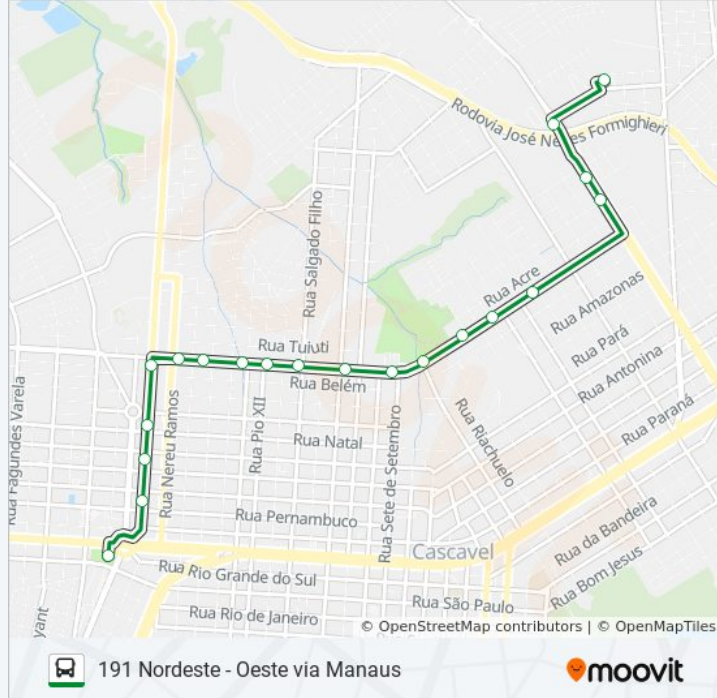 Rodovia José Neves Formighieri
Rua Salgado Filho
Rua Acre
Rua Amazonas
Rua Tuiuti
Rua Pará
Rua Belém
Rua Antonina
Rua Fagundes Varela
Rua Paraná
Rua Nereu Ramos
Rua Pio XII
Rua Natal
Rua Sete de Setembro
Rua Riachuelo
Rua Pernambuco
Cascavel
Rua da Bandeira
Rua Bom Jesus
Rua Rio Grande do Sul
Rua São Paulo
Rua Rio de Janeiro
© OpenStreetMap contributors | © OpenMapTiles
191 Nordeste - Oeste via Manaus
moovit